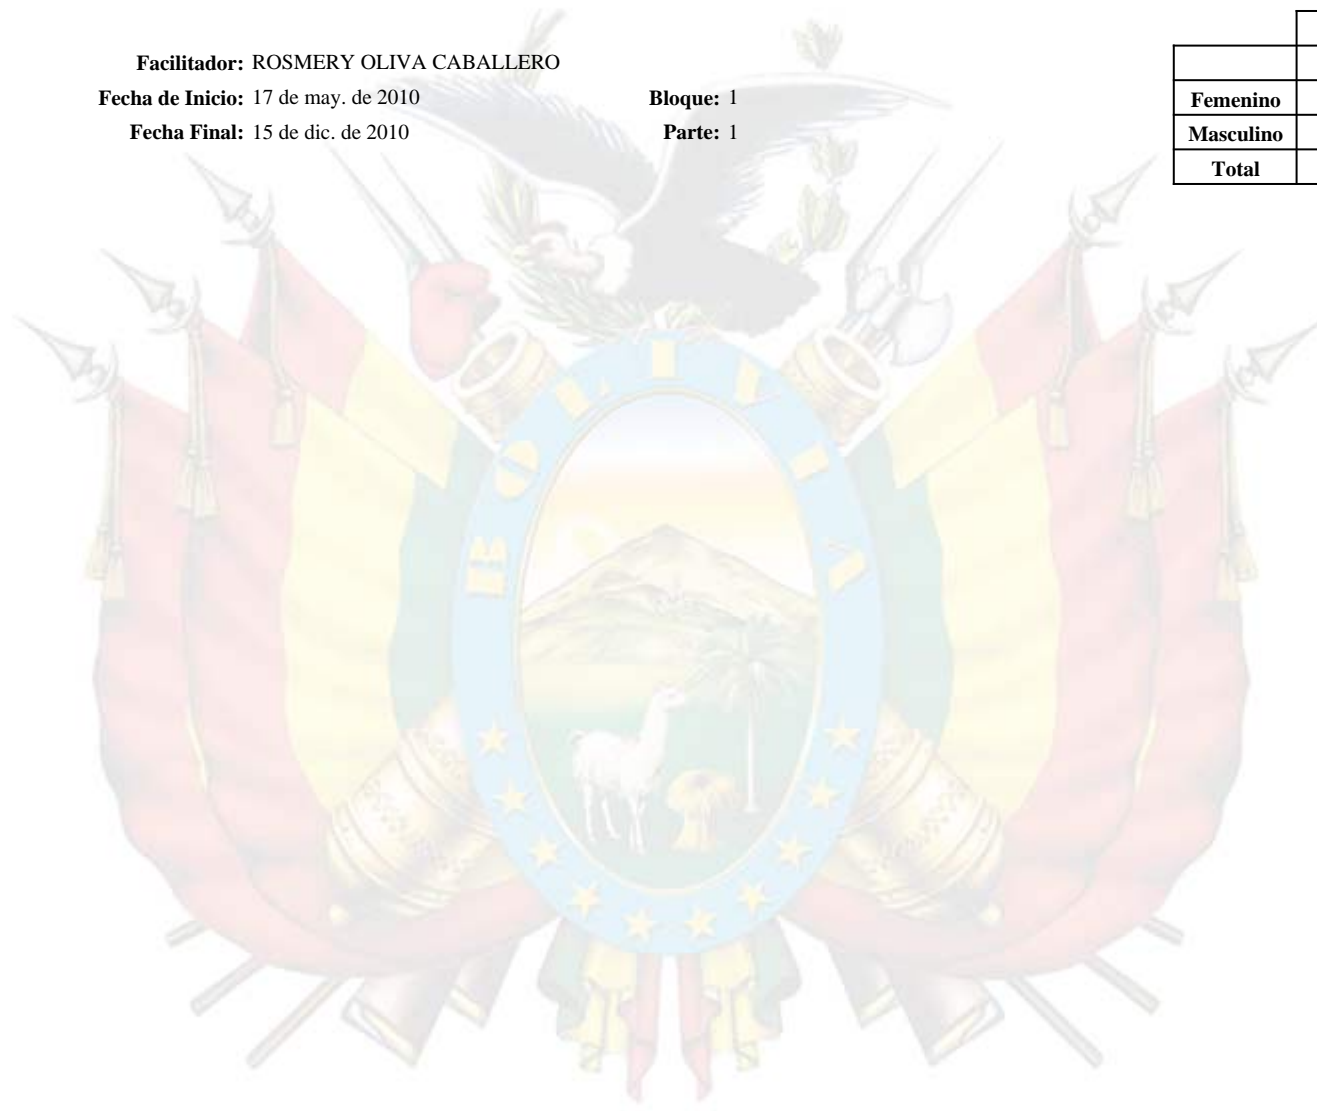 Facilitador: ROSMERY OLIVA CABALLERO
Fecha de Inicio: 17 de may. de 2010 Bloque: 1
Fecha Final: 15 de dic. de 2010 Parte: 1
Femenino
Masculino
Total
BOLIVIA